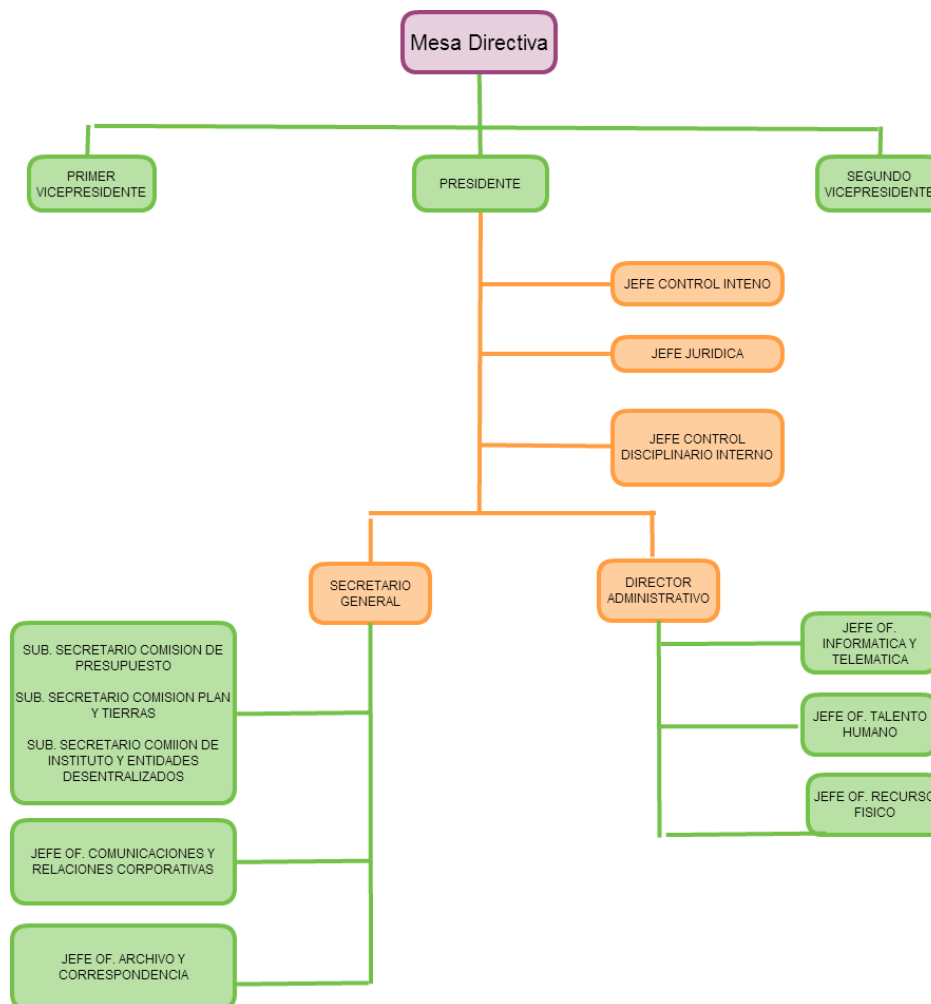 Mesa Directiva
PRIMER
VICEPRESIDENTE
PRESIDENTE
SEGUNDO
VICEPRESIDENTE
JEFE CONTROL INTENO
JEFE JURIDICA
JEFE CONTROL
DISCIPLINARIO INTERNO
SECRETARIO
GENERAL
DIRECTOR
ADMINISTRATIVO
SUB. SECRETARIO COMISION DE
PRESUPUESTO
SUB. SECRETARIO COMISION PLAN
Y TIERRAS
SUB. SECRETARIO COMIION DE
INSTITUTO Y ENTIDADES
DESENTRALIZADOS
JEFE OF. COMUNICACIONES Y
RELACIONES CORPORATIVAS
JEFE OF. ARCHIVO Y
CORRESPONDENCIA
JEFE OF.
INFORMATICA Y
TELEMATICA
JEFE OF. TALENTO
HUMANO
JEFE OF. RECURSO
FISICO